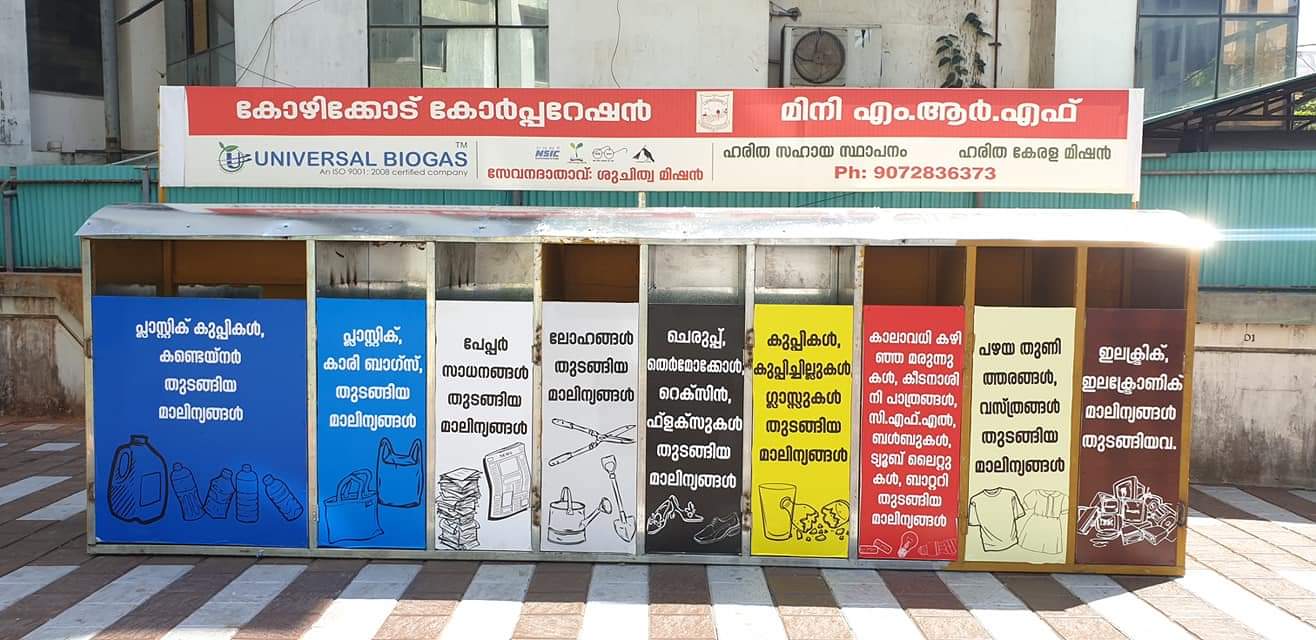 കോഴിക്കോട് കോർപ്പറേഷൻ
മിനി എം.ആർ.എഫ്
UNIVERSAL BIOGAS TM
An ISO 9001: 2008 certified company
NSIC
സേവനദാതാവ്: ശുചിത്വ മിഷൻ
ഹരിത സഹായ സ്ഥാപനം
ഹരിത കേരള മിഷൻ
Ph: 9072836373
പ്ലാസ്റ്റിക് കുപ്പികൾ,
കണ്ടെയ്നർ
തുടങ്ങിയ
മാലിന്യങ്ങൾ
പ്ലാസ്റ്റിക്,
കാരി ബാഗ്സ്,
തുടങ്ങിയ
മാലിന്യങ്ങൾ
പേപ്പർ
സാധനങ്ങൾ
തുടങ്ങിയ
മാലിന്യങ്ങൾ
ലോഹങ്ങൾ
തുടങ്ങിയ
മാലിന്യങ്ങൾ
ചെരുപ്പ്,
തെർമോക്കോൾ,
റെക്സിൻ,
ഫ്ളക്സുകൾ
തുടങ്ങിയ
മാലിന്യങ്ങൾ
കുപ്പികൾ,
കുപ്പിച്ചില്ലുകൾ,
ഗ്ലാസ്സുകൾ
തുടങ്ങിയ
മാലിന്യങ്ങൾ
കാലാവധി കഴി
ഞ്ഞ മരുന്നു
കൾ, കീടനാശി
നി പാത്രങ്ങൾ,
സി.എഫ്.എൽ,
ബൾബുകൾ,
ട്യൂബ് ലൈറ്റു
കൾ, ബാറ്ററി
തുടങ്ങിയ
മാലിന്യങ്ങൾ
പഴയ തുണി
ത്തരങ്ങൾ,
വസ്ത്രങ്ങൾ
തുടങ്ങിയ
മാലിന്യങ്ങൾ
ഇലക്ട്രിക്,
ഇലക്ട്രോണിക്
മാലിന്യങ്ങൾ
തുടങ്ങിയവ.
D1